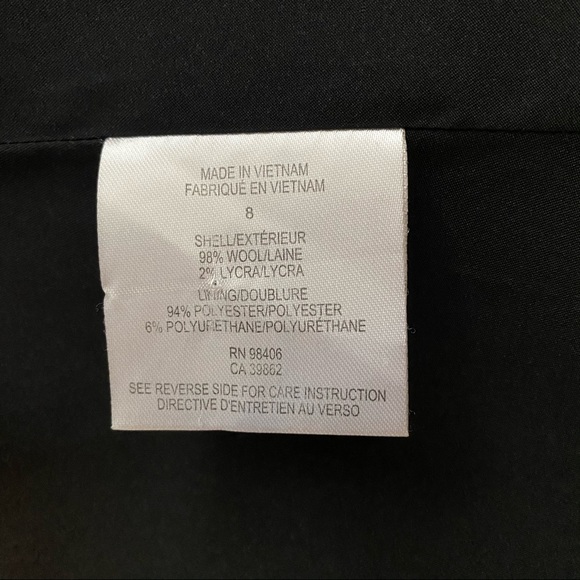 MADE IN VIETNAM
FABRIQUÉ EN VIETNAM
8
SHELL/EXTÉRIEUR
98% WOOL/LAINE
2% LYCRA/LYCRA
LINING/DOUBLURE
94% POLYESTER/POLYESTER
6% POLYURETHANE/POLYURÉTHANE
RN 98406
CA 39862
SEE REVERSE SIDE FOR CARE INSTRUCTION
DIRECTIVE D'ENTRETIEN AU VERSO